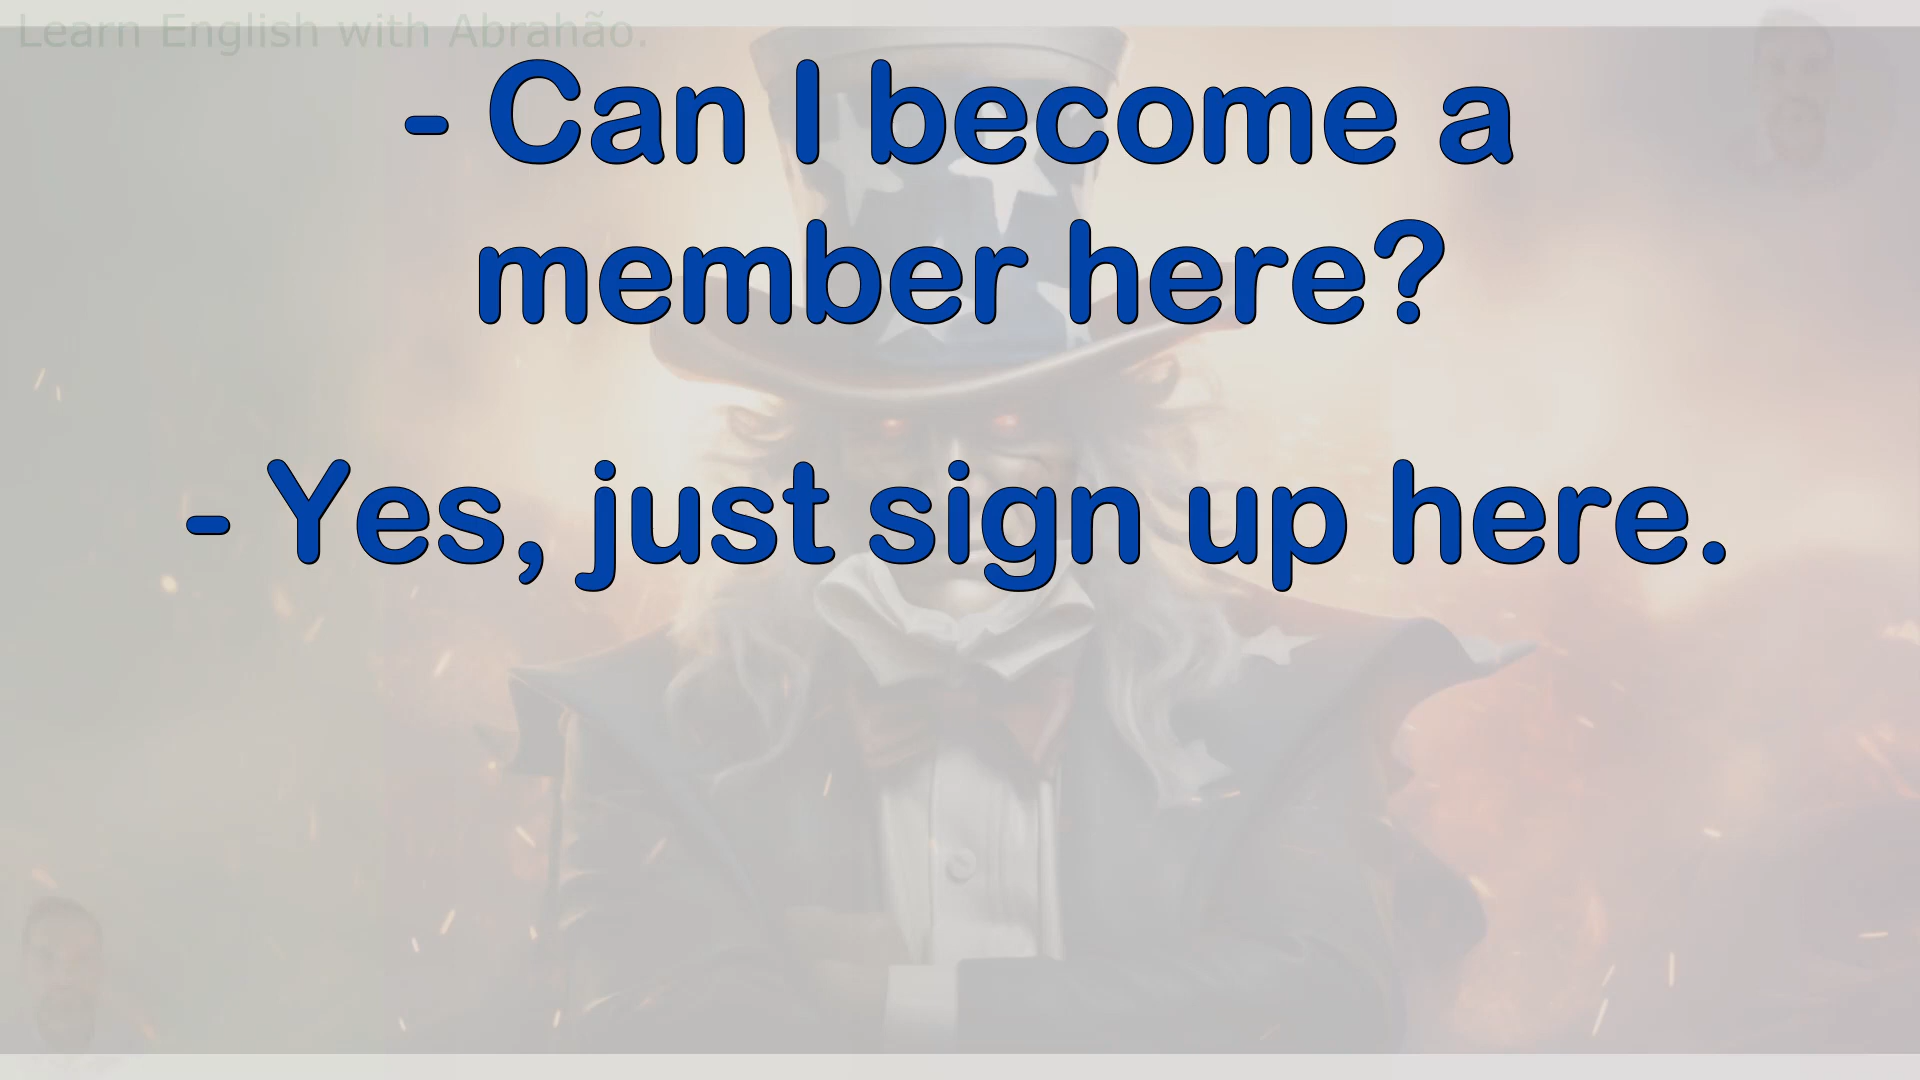 Learn English with Abrahão.
- Can I become a
member here?
- Yes, just sign up here.